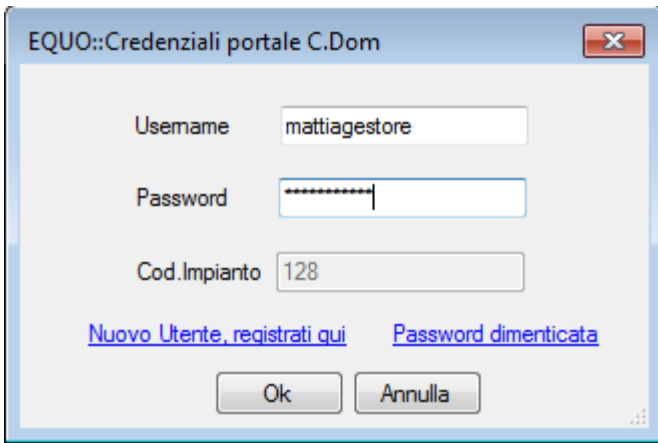 EQUO::Credenziali portale C.Dom
Username mattiagestore
Password ***********
Cod.Impianto 128
Nuovo Utente, registrati qui Password dimenticata
Ok Annulla